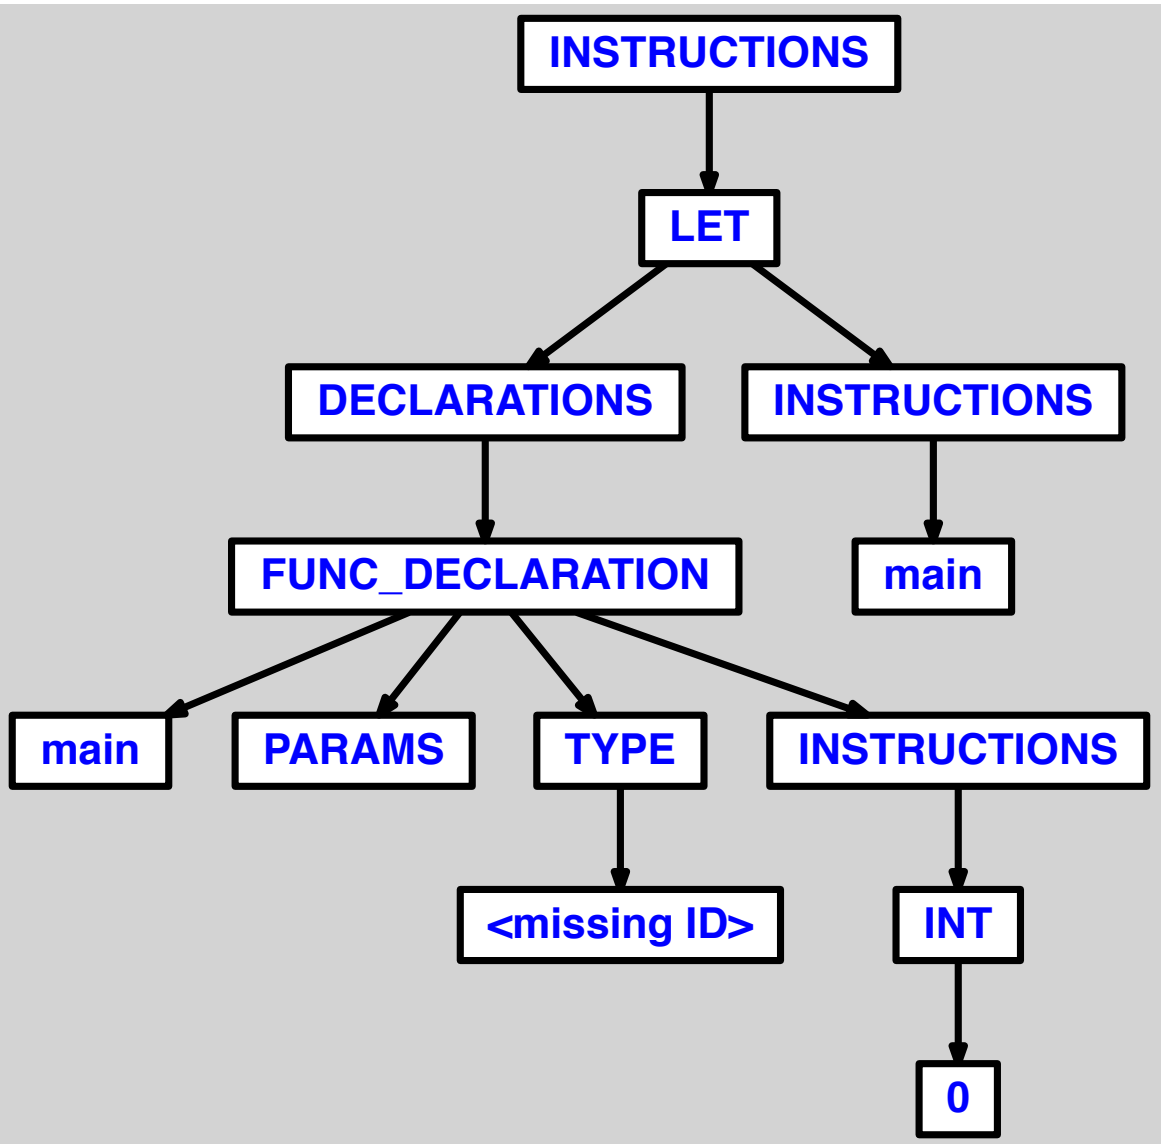 INSTRUCTIONS
LET
DECLARATIONS
INSTRUCTIONS
FUNC_DECLARATION
main
main
PARAMS
TYPE
INSTRUCTIONS
<missing ID>
INT
0